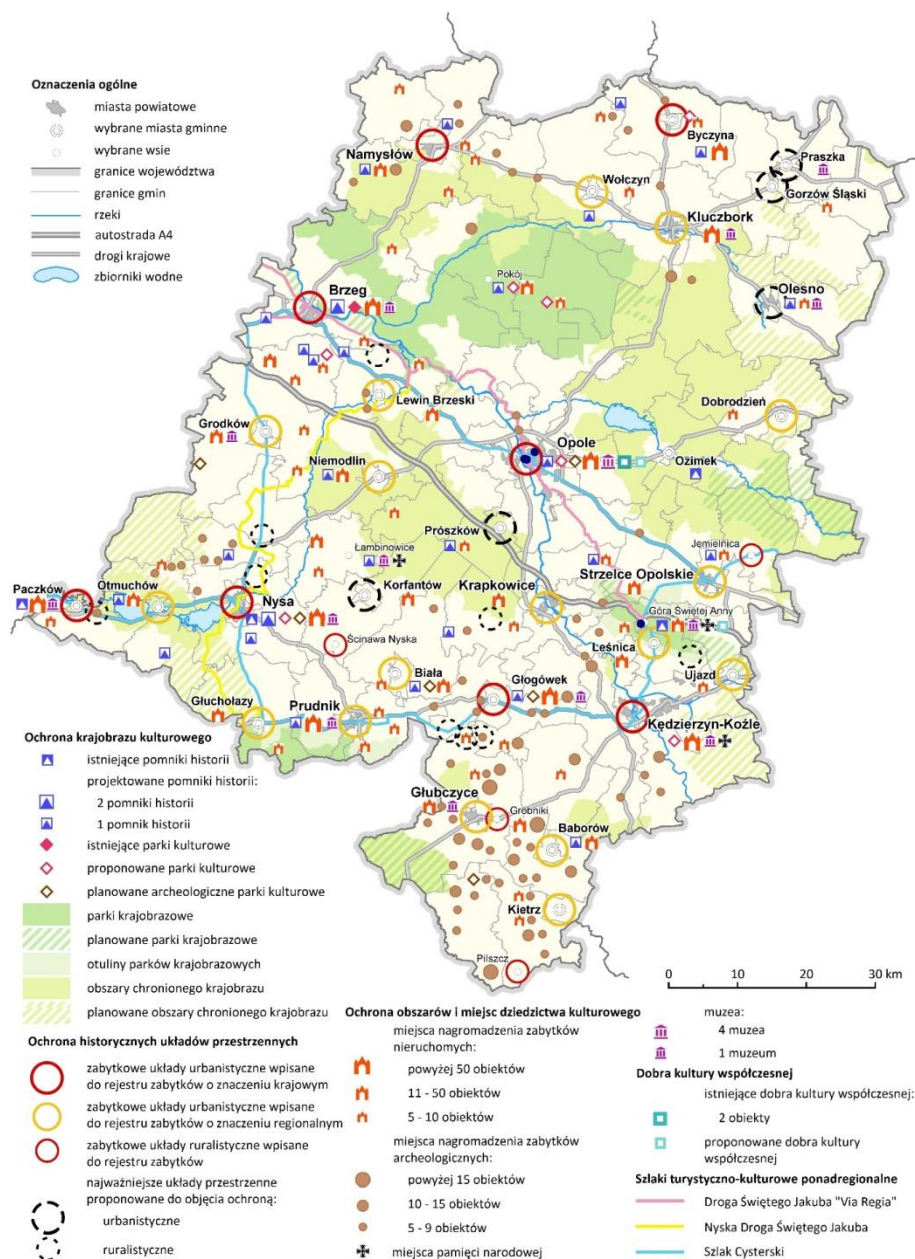 Oznaczenia ogólne
miasta powiatowe
wybrane miasta gminne
wybrane wsie
granice województwa
granice gmin
rzeki
autostrada A4
drogi krajowe
zbiorniki wodne
Namysłów
Byczyna
Praszka
Wołczyn
Gorzów Śląski
Kluczbork
Pokój
Brzeg
Olesno
Lewin Brzeski
Dobrodzień
Grodków
Opole
Niemodlin
Ozimek
Prószków
Łambinowice
Jemielnica
Paczków
Otmuchów
Nysa
Korfantów
Krapkowice
Strzelce Opolskie
Góra Świętej Anny
Ścinawa Nyska
Leśnica
Biała
Głogówek
Ujazd
Głuchołazy
Prudnik
Kędzierzyn-Koźle
Głubczyce
Grobniki
Baborów
Kietrz
Pilszcz
0 10 20 30 km
Ochrona krajobrazu kulturowego
istniejące pomniki historii
projektowane pomniki historii:
2 pomniki historii
1 pomnik historii
istniejące parki kulturowe
proponowane parki kulturowe
planowane archeologiczne parki kulturowe
parki krajobrazowe
planowane parki krajobrazowe
otuliny parków krajobrazowych
obszary chronionego krajobrazu
planowane obszary chronionego krajobrazu
Ochrona historycznych układów przestrzennych
zabytkowe układy urbanistyczne wpisane
do rejestru zabytków o znaczeniu krajowym
zabytkowe układy urbanistyczne wpisane
do rejestru zabytków o znaczeniu regionalnym
zabytkowe układy ruralistyczne wpisane
do rejestru zabytków
najważniejsze układy przestrzenne
proponowane do objęcia ochroną:
urbanistyczne
ruralistyczne
Ochrona obszarów i miejsc dziedzictwa kulturowego
miejsca nagromadzenia zabytków
nieruchomych:
powyżej 50 obiektów
11 - 50 obiektów
5 - 10 obiektów
miejsca nagromadzenia zabytków
archeologicznych:
powyżej 15 obiektów
10 - 15 obiektów
5 - 9 obiektów
miejsca pamięci narodowej
muzea:
4 muzea
1 muzeum
Dobra kultury współczesnej
istniejące dobra kultury współczesnej:
2 obiekty
proponowane dobra kultury
współczesnej
Szlaki turystyczno-kulturowe ponadregionalne
Droga Świętego Jakuba "Via Regia"
Nyska Droga Świętego Jakuba
Szlak Cysterski